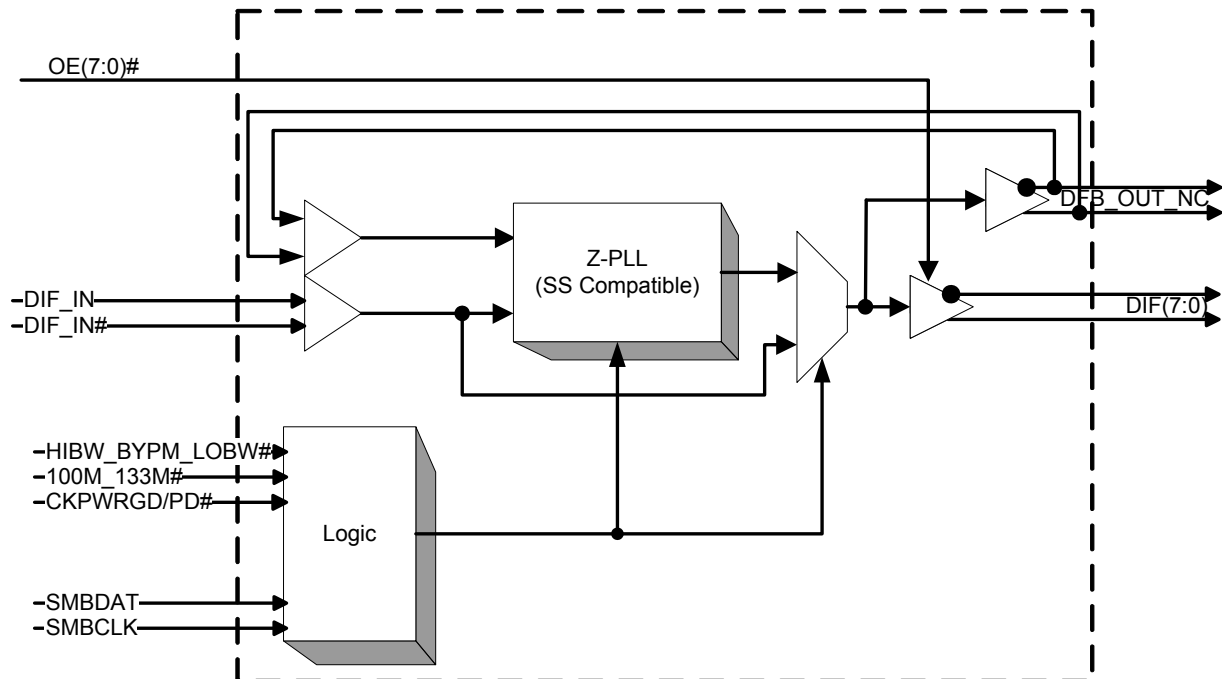 OE(7:0)#
DFB_OUT_NC
Z-PLL
(SS Compatible)
DIF_IN
DIF_IN#
DIF(7:0)
HIBW_BYPM_LOBW#
100M_133M#
CKPWRGD/PD#
Logic
SMBDAT
SMBCLK